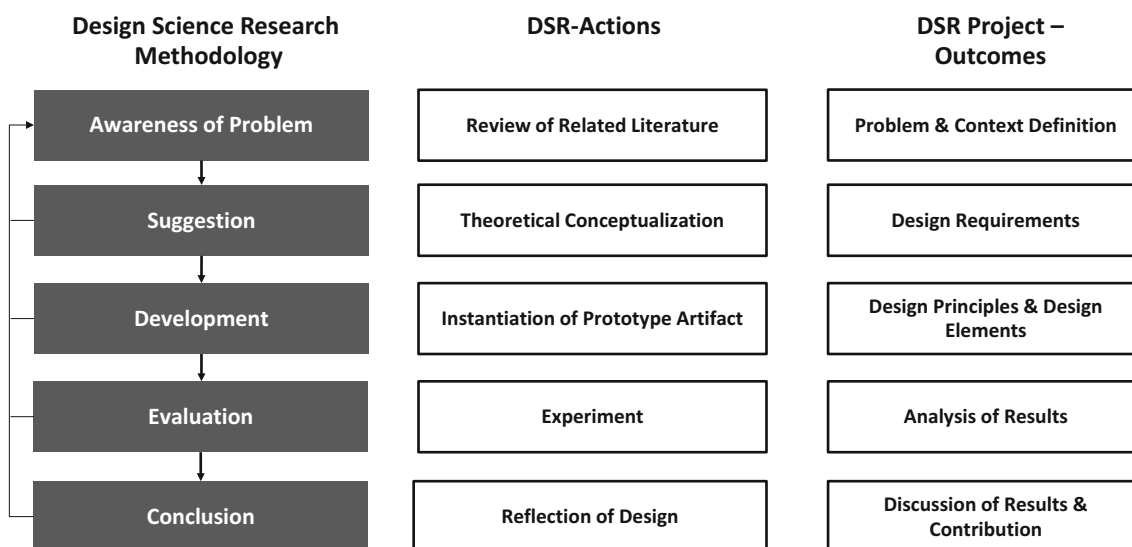 Design Science Research
Methodology
DSR-Actions
DSR Project –
Outcomes
Awareness of Problem
Review of Related Literature
Problem & Context Definition
Suggestion
Theoretical Conceptualization
Design Requirements
Development
Instantiation of Prototype Artifact
Design Principles & Design
Elements
Evaluation
Experiment
Analysis of Results
Conclusion
Reflection of Design
Discussion of Results &
Contribution